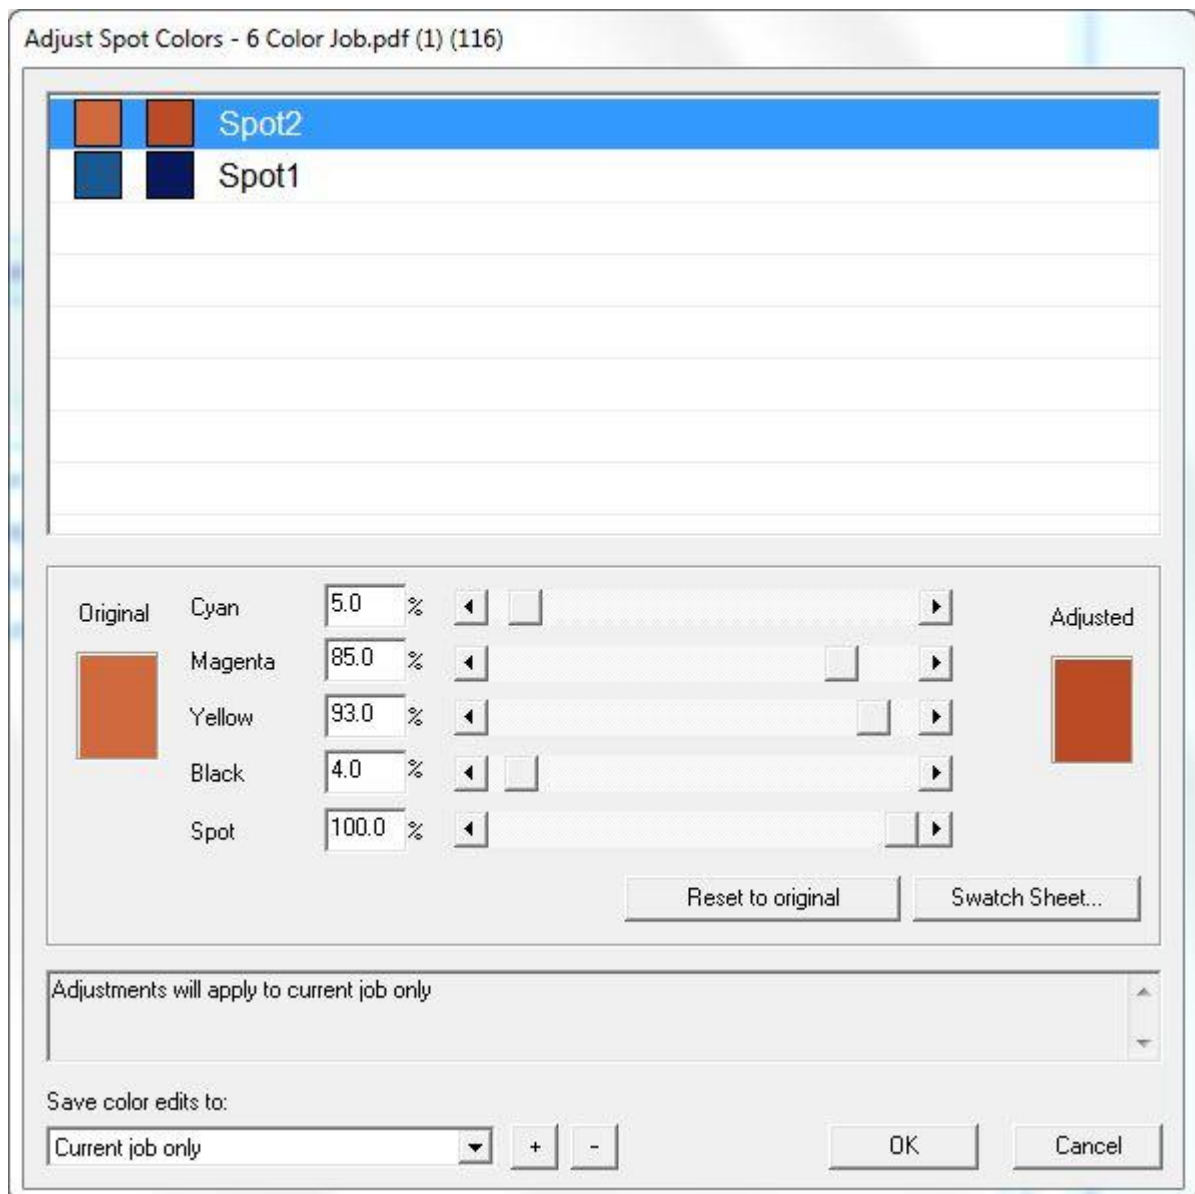 Adjust Spot Colors - 6 Color Job.pdf (1) (116)
Spot2
Spot1
Original
Cyan 5.0 %
Adjusted
Magenta 85.0 %
Yellow 93.0 %
Black 4.0 %
Spot 100.0 %
Reset to original
Swatch Sheet...
Adjustments will apply to current job only
Save color edits to:
Current job only
+
-
OK
Cancel